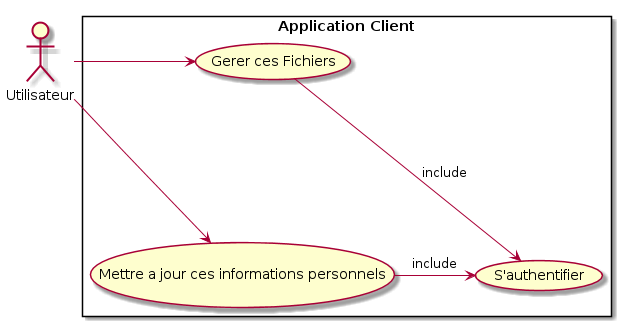 Application Client
Gerer ces Fichiers
Utilisateur
include
include
Mettre a jour ces informations personnels
S'authentifier